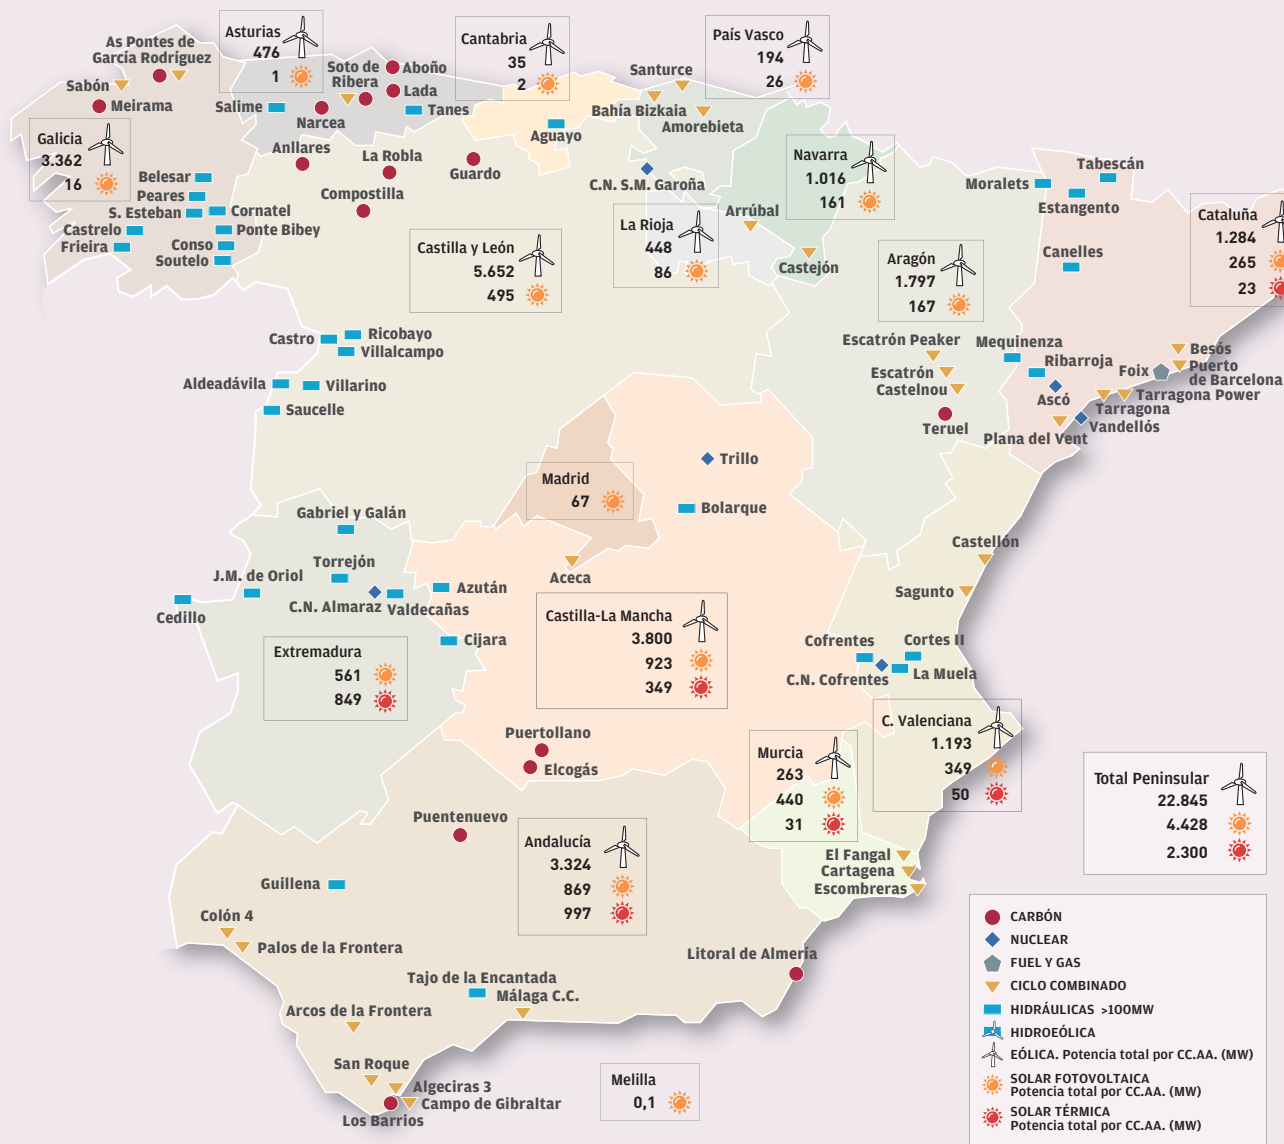 As Pontes de
García Rodríguez
Sabón
Meirama
Asturias
476
1
Soto de
Ribera
Aboño
Lada
Salime
Narcea
Tanes
Cantabria
35
2
Aguayo
País Vasco
194
26
Santurce
Bahía Bizkaia
Amorebieta
Galicia
3.362
16
Belesar
Peares
S. Esteban
Castrelo
Frieira
Cornatel
Ponte Bibey
Conso
Soutelo
Anllares
La Robla
Compostilla
Guardo
C.N. S.M. Garoña
Navarra
1.016
161
Arrúbal
Castejón
La Rioja
448
86
Castilla y León
5.652
495
Aragón
1.797
167
Moralets
Tabescán
Estangento
Canelles
Cataluña
1.284
265
23
Castro
Ricobayo
Villalcampo
Aldeadávila
Villarino
Saucelle
Escatrón Peaker
Escatrón
Castelnou
Teruel
Mequinenza
Ribarroja
Ascó
Foix
Besós
Puerto
de Barcelona
Tarragona Power
Tarragona
Vandellós
Plana del Vent
Madrid
67
Trillo
Bolarque
Aceca
Gabriel y Galán
Torrejón
J.M. de Oriol
C.N. Almaraz
Valdecañas
Cedillo
Azután
Cijara
Castellón
Sagunto
Cofrentes
Cortes II
C.N. Cofrentes
La Muela
Extremadura
561
849
Castilla-La Mancha
3.800
923
349
Puertollano
Elcogás
C. Valenciana
1.193
349
50
Murcia
263
440
31
Total Peninsular
22.845
4.428
2.300
Puentenuevo
Andalucía
3.324
869
997
El Fangal
Cartagena
Escombreras
Guillena
Colón 4
Palos de la Frontera
Litoral de Almería
Tajo de la Encantada
Málaga C.C.
Arcos de la Frontera
San Roque
Algeciras 3
Campo de Gibraltar
Los Barrios
Melilla
0,1
CARBÓN
NUCLEAR
FUEL Y GAS
CICLO COMBINADO
HIDRÁULICAS >100MW
HIDROEÓLICA
EÓLICA. Potencia total por CC.AA. (MW)
SOLAR FOTOVOLTAICA
Potencia total por CC.AA. (MW)
SOLAR TÉRMICA
Potencia total por CC.AA. (MW)